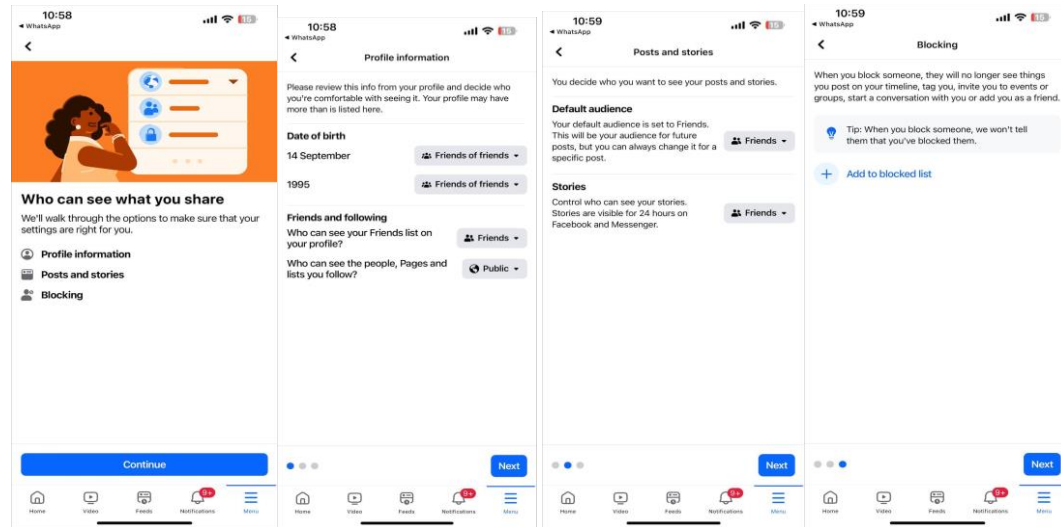 10:58
◄ WhatsApp
15
Who can see what you share
We'll walk through the options to make sure that your
settings are right for you.
Profile information
Posts and stories
Blocking
Continue
9+
Home
Video
Feeds
Notifications
Menu
10:58
◄ WhatsApp
15
Profile information
Please review this info from your profile and decide who
you're comfortable with seeing it. Your profile may have
more than is listed here.
Date of birth
14 September
Friends of friends
1995
Friends of friends
Friends and following
Who can see your Friends list on
your profile?
Friends
Who can see the people, Pages and
lists you follow?
Public
Next
9+
Home
Video
Feeds
Notifications
Menu
10:59
◄ WhatsApp
15
Posts and stories
You decide who you want to see your posts and stories.
Default audience
Your default audience is set to Friends.
This will be your audience for future
posts, but you can always change it for a
specific post.
Friends
Stories
Control who can see your stories.
Stories are visible for 24 hours on
Facebook and Messenger.
Friends
Next
9+
Home
Video
Feeds
Notifications
Menu
10:59
◄ WhatsApp
15
Blocking
When you block someone, they will no longer see things
you post on your timeline, tag you, invite you to events or
groups, start a conversation with you or add you as a friend.
Tip: When you block someone, we won't tell
them that you've blocked them.
+ Add to blocked list
Next
9+
Home
Video
Feeds
Notifications
Menu